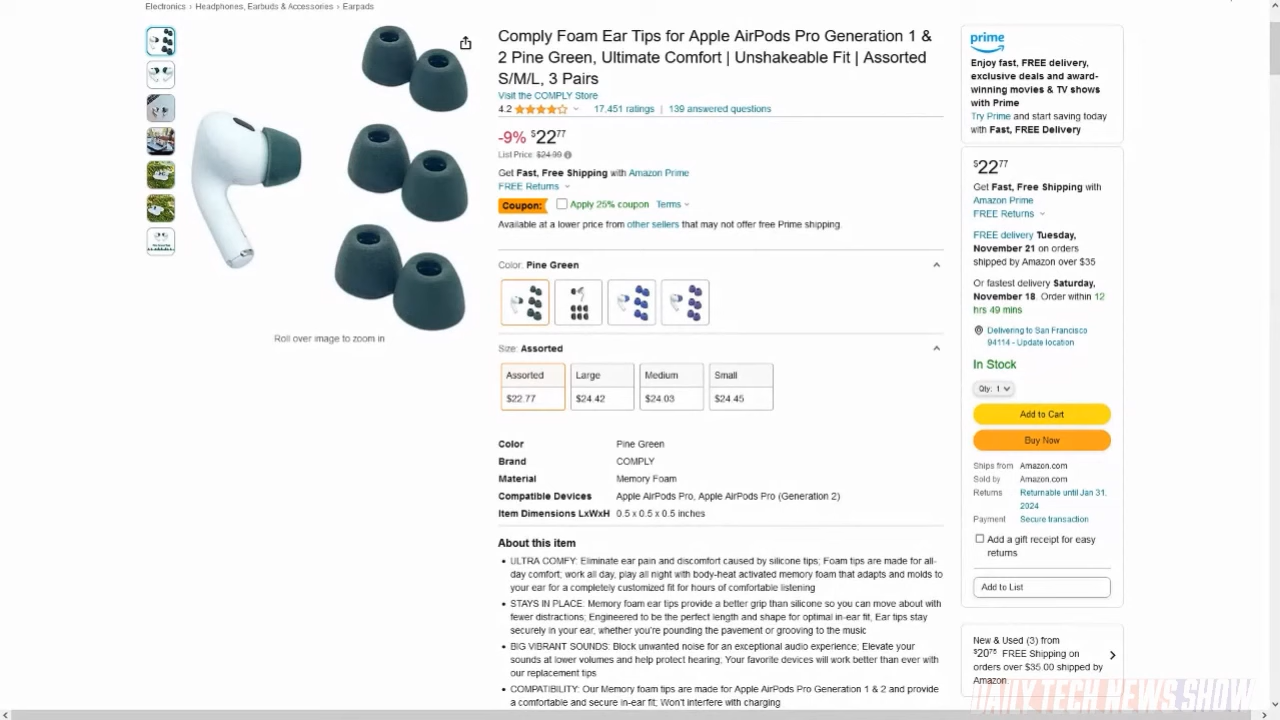 Electronics › Headphones, Earbuds & Accessories › Earpads
Comply Foam Ear Tips for Apple AirPods Pro Generation 1 &
2 Pine Green, Ultimate Comfort | Unshakeable Fit | Assorted
S/M/L, 3 Pairs
Visit the COMPLY Store
4.2 17,451 ratings | 139 answered questions
-9% $22 77
List Price: $24.99
Get Fast, Free Shipping with Amazon Prime
FREE Returns
Coupon: Apply 25% coupon Terms
Available at a lower price from other sellers that may not offer free Prime shipping.
Color: Pine Green
Roll over image to zoom in
Size: Assorted
Assorted Large Medium Small
$22.77 $24.42 $24.03 $24.45
Color Pine Green
Brand COMPLY
Material Memory Foam
Compatible Devices Apple AirPods Pro, Apple AirPods Pro (Generation 2)
Item Dimensions LxWxH 0.5 x 0.5 x 0.5 inches
About this item
• ULTRA COMFY: Eliminate ear pain and discomfort caused by silicone tips; Foam tips are made for all-
day comfort; work all day, play all night with body-heat activated memory foam that adapts and molds to
your ear for a completely customized fit for hours of comfortable listening
• STAYS IN PLACE: Memory foam ear tips provide a better grip than silicone so you can move about with
fewer distractions; Engineered to be the perfect length and shape for optimal in-ear fit, Ear tips stay
securely in your ear, whether you're pounding the pavement or grooving to the music
• BIG VIBRANT SOUNDS: Block unwanted noise for an exceptional audio experience; Elevate your
sounds at lower volumes and help protect hearing; Your favorite devices will work better than ever with
our replacement tips
• COMPATIBILITY: Our Memory foam tips are made for Apple AirPods Pro Generation 1 & 2 and provide
a comfortable and secure in-ear fit; Won't interfere with charging
prime
Enjoy fast, FREE delivery,
exclusive deals and award-
winning movies & TV shows
with Prime
Try Prime and start saving today
with Fast, FREE Delivery
$22 77
Get Fast, Free Shipping with
Amazon Prime
FREE Returns
FREE delivery Tuesday,
November 21 on orders
shipped by Amazon over $35
Or fastest delivery Saturday,
November 18. Order within 12
hrs 49 mins
Delivering to San Francisco
94114 - Update location
In Stock
Qty: 1
Add to Cart
Buy Now
Ships from Amazon.com
Sold by Amazon.com
Returns Returnable until Jan 31,
2024
Payment Secure transaction
Add a gift receipt for easy
returns
Add to List
New & Used (3) from
$20 75 FREE Shipping on
orders over $35.00 shipped by
Amazon.
DAILY TECH NEWS SHOW